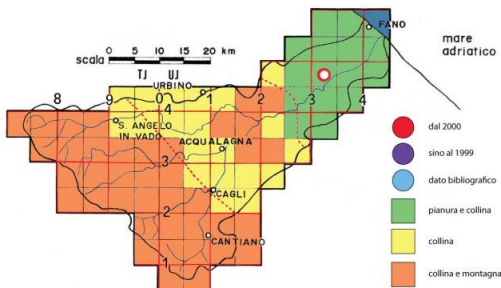 FANO
mare
adriatico
scala
0 5 10 15 20 km
TJ UJ
URBINO
8 9 0 1 2 3 4
4
S. ANGELO
IN VADO
ACQUALAGNA
3
CAGLI
2
CANTIANO
1
dal 2000
sino al 1999
dato bibliografico
pianura e collina
collina
collina e montagna